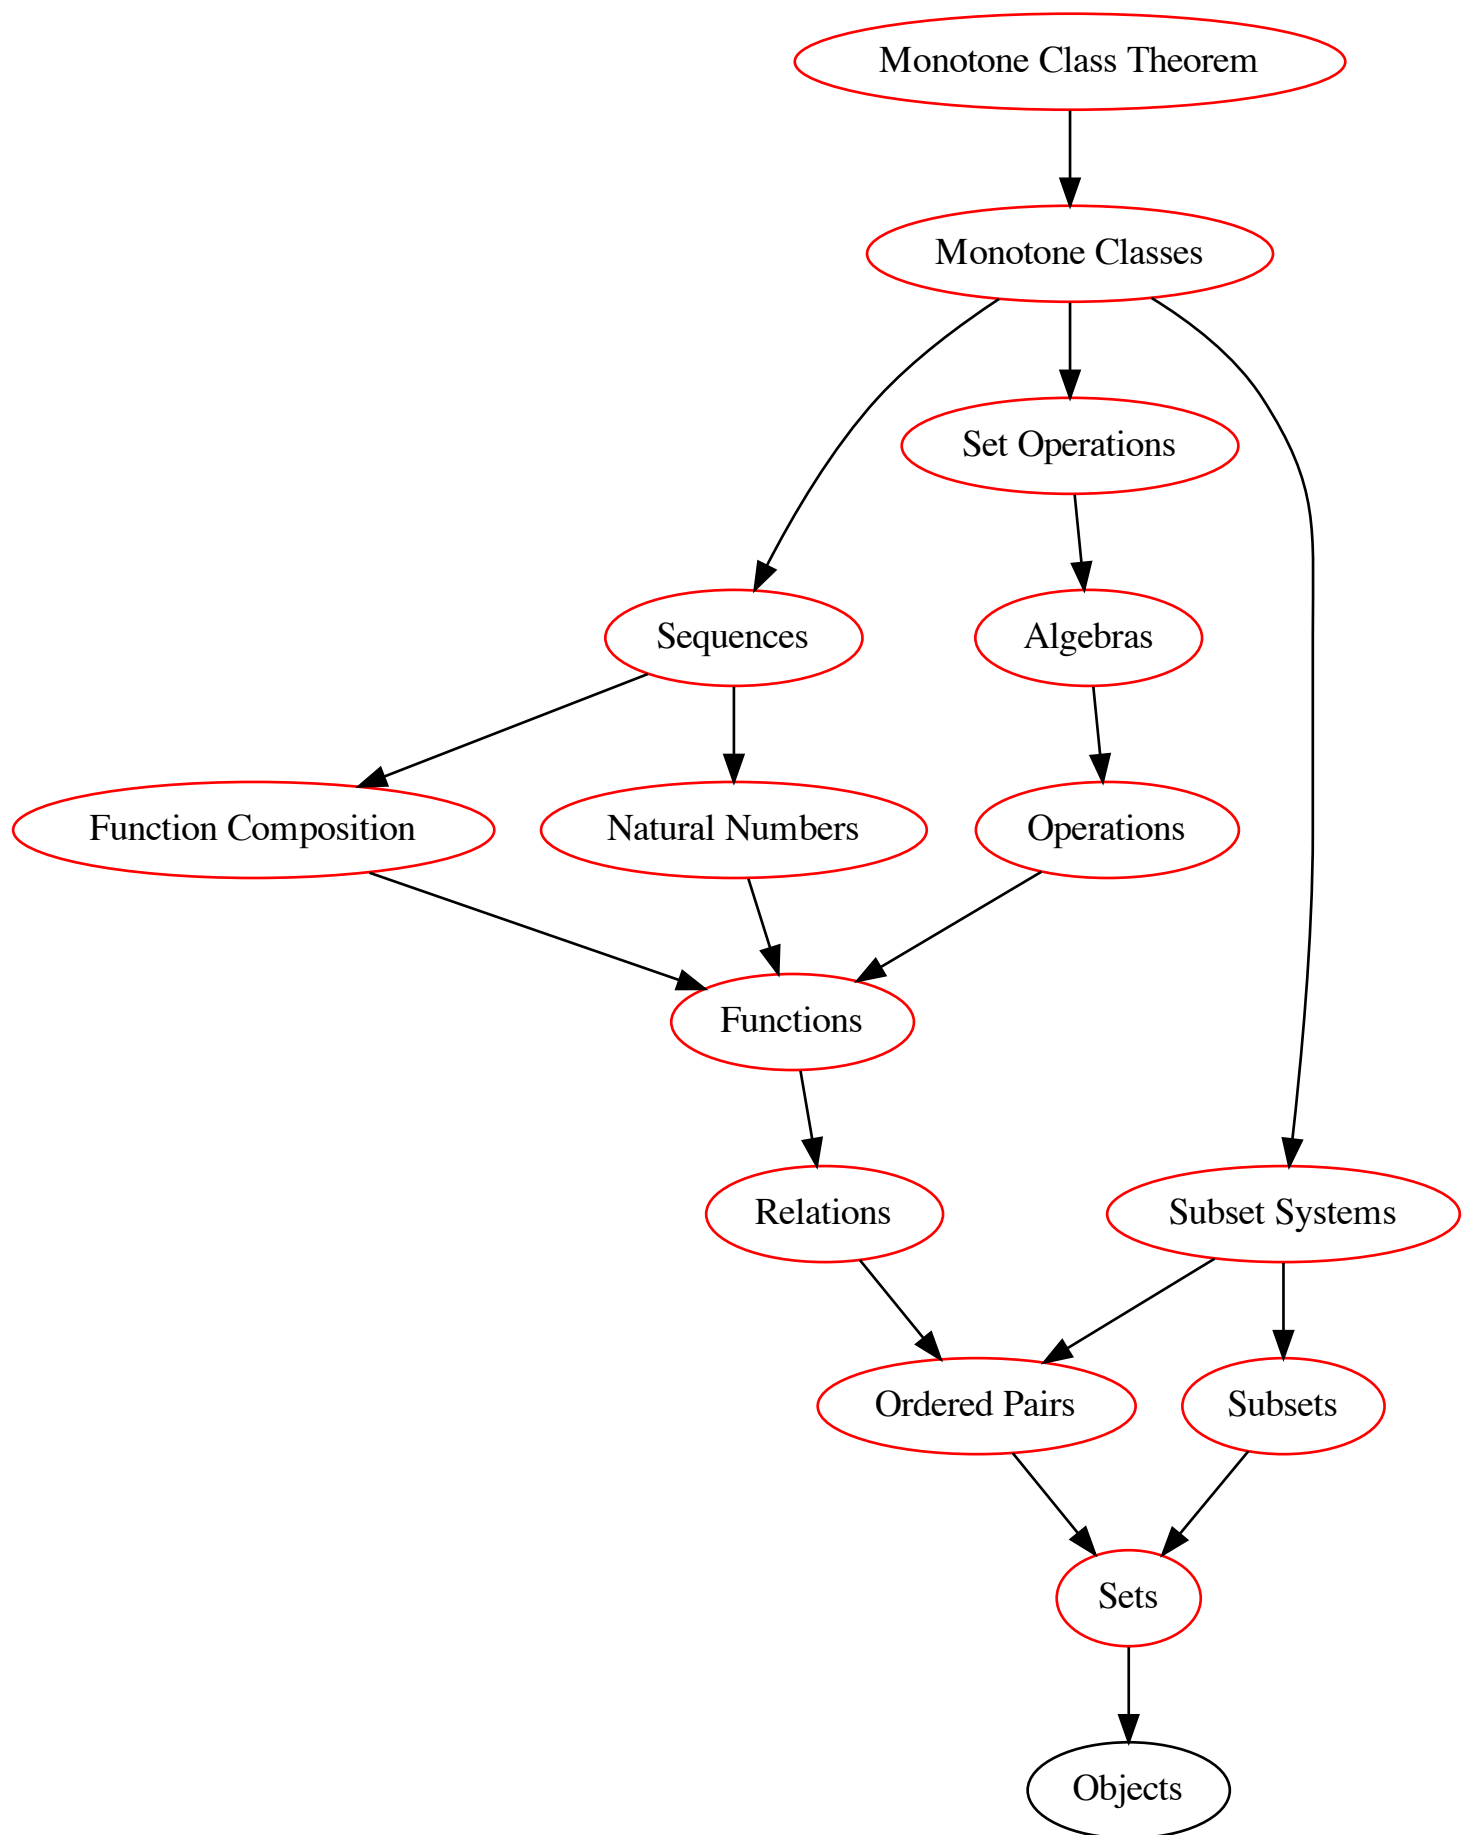 Monotone Class Theorem
Monotone Classes
Set Operations
Sequences
Algebras
Function Composition
Natural Numbers
Operations
Functions
Relations
Subset Systems
Ordered Pairs
Subsets
Sets
Objects